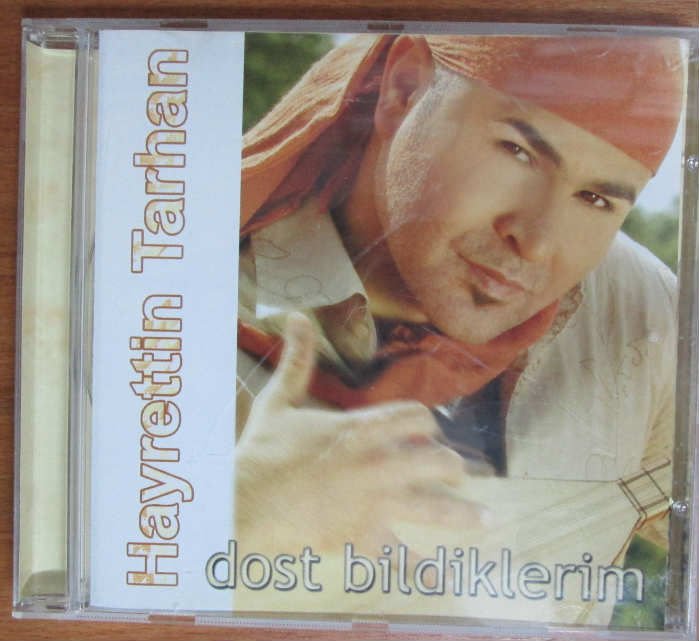 Hayrettin Tarhan
dost bildiklerim